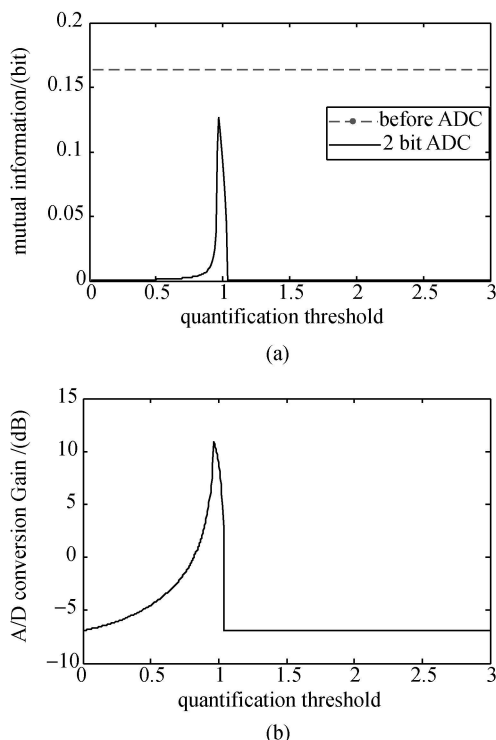 0.2
0.15
0.1
0.05
0
mutual information/(bit)
before ADC
2 bit ADC
0 0.5 1 1.5 2 2.5 3
quantification threshold
(a)
15
10
5
0
−5
−10
A/D conversion Gain /(dB)
0 0.5 1 1.5 2 2.5 3
quantification threshold
(b)